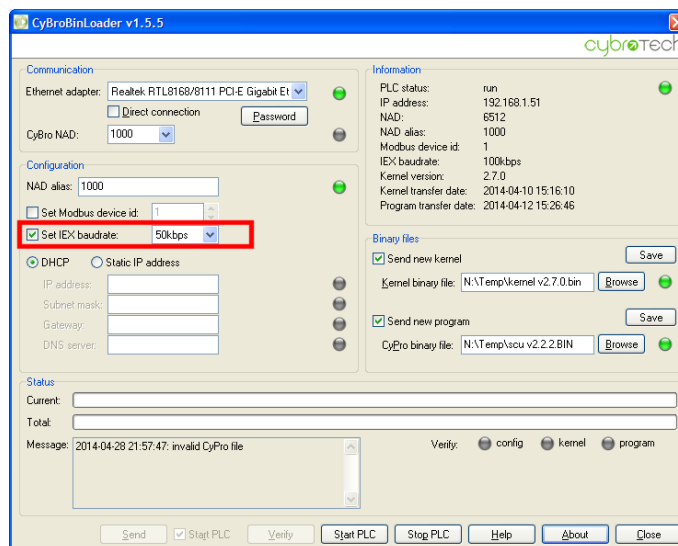 CyBroBinLoader v1.5.5
cybrotech
Communication
Ethernet adapter: Realtek RTL8168/8111 PCI-E Gigabit Et
Direct connection
Password
CyBro NAD: 1000
Configuration
NAD alias: 1000
Set Modbus device id: 1
Set IEX baudrate: 50kbps
DHCP Static IP address
IP address:
Subnet mask:
Gateway:
DNS server:
Information
PLC status: run
IP address: 192.168.1.51
NAD: 6512
NAD alias: 1000
Modbus device id: 1
IEX baudrate: 100kbps
Kernel version: 2.7.0
Kernel transfer date: 2014-04-10 15:16:10
Program transfer date: 2014-04-12 15:26:46
Binary files
Send new kernel Save
Kernel binary file: N:\Temp\kernel v2.7.0.bin Browse
Send new program Save
CyPro binary file: N:\Temp\scu v2.2.2.BIN Browse
Status
Current:
Total:
Message: 2014-04-28 21:57:47: invalid CyPro file
Verify: config kernel program
Send Start PLC Verify Start PLC Stop PLC Help About Close